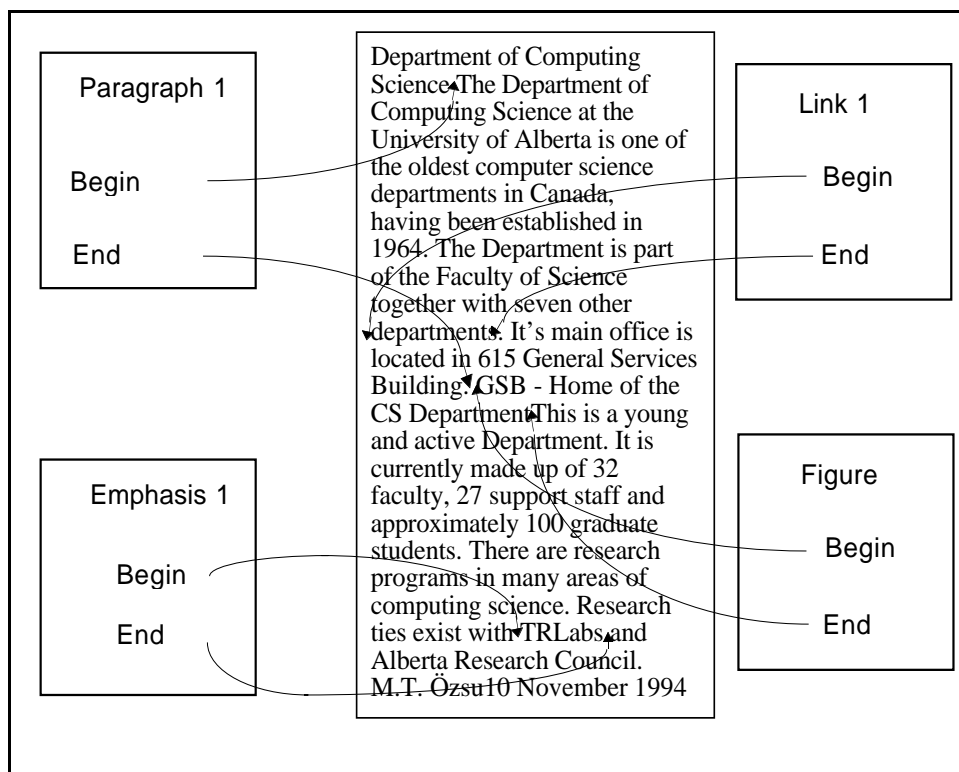 Paragraph 1
Begin
End
Department of Computing
Science The Department of
Computing Science at the
University of Alberta is one of
the oldest computer science
departments in Canada,
having been established in
1964. The Department is part
of the Faculty of Science
together with seven other
departments. It's main office is
located in 615 General Services
Building. GSB - Home of the
CS DepartmentThis is a young
and active Department. It is
currently made up of 32
faculty, 27 support staff and
approximately 100 graduate
students. There are research
programs in many areas of
computing science. Research
ties exist with TRLabs and
Alberta Research Council.
M.T. Özsu10 November 1994
Link 1
Begin
End
Emphasis 1
Begin
End
Figure
Begin
End